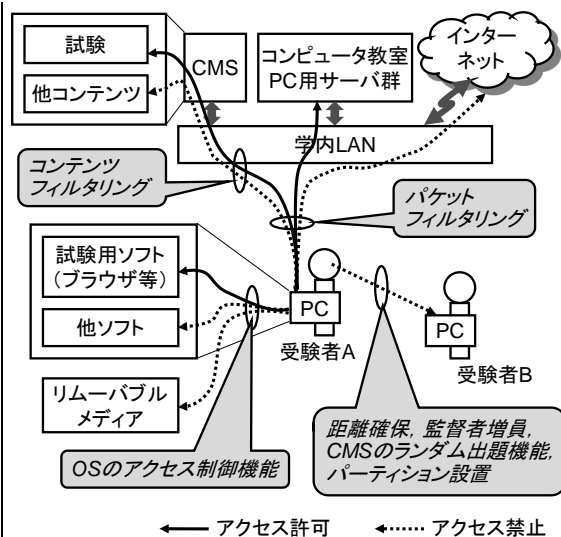 試験
他コンテンツ
CMS
コンピュータ教室
PC用サーバ群
インター
ネット
学内LAN
コンテンツ
フィルタリング
パケット
フィルタリング
試験用ソフト
(ブラウザ等)
他ソフト
PC
受験者A
PC
受験者B
リムーバブル
メディア
OSのアクセス制御機能
距離確保, 監督者増員,
CMSのランダム出題機能,
パーティション設置
アクセス許可
アクセス禁止